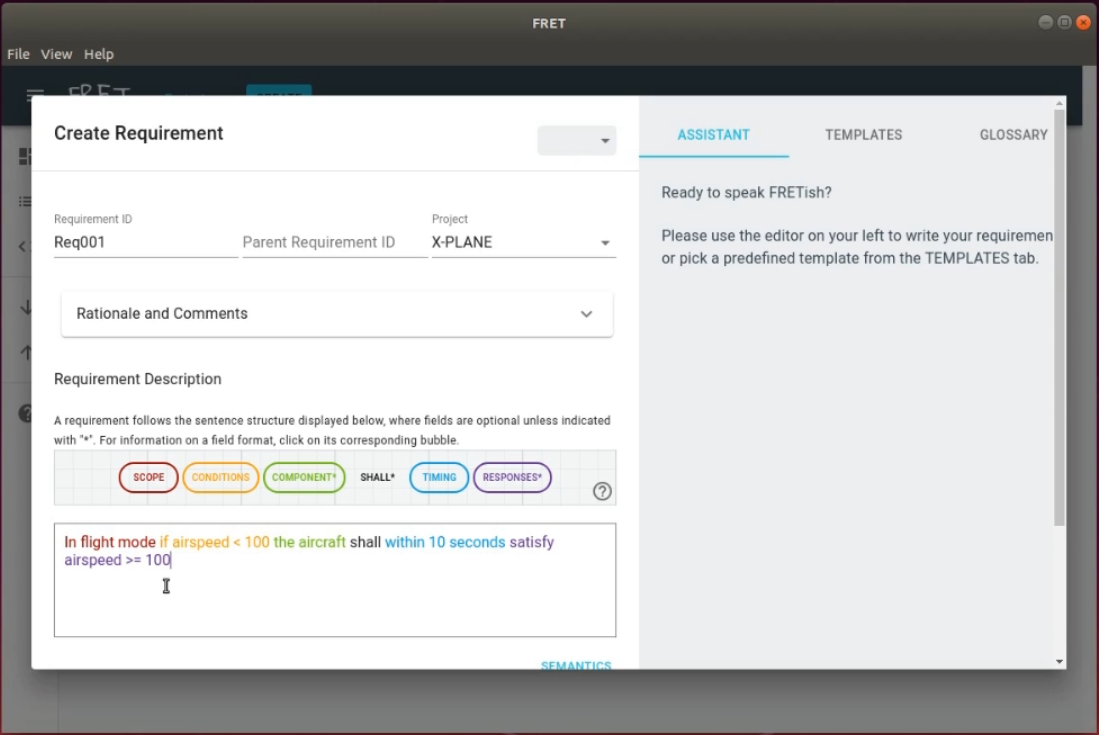 FRET
File View Help
FRET
Create Requirement
ASSISTANT TEMPLATES GLOSSARY
Requirement ID
Req001
Parent Requirement ID
Project
X-PLANE
Ready to speak FRETish?
Please use the editor on your left to write your requiremen
or pick a predefined template from the TEMPLATES tab.
Rationale and Comments
Requirement Description
A requirement follows the sentence structure displayed below, where fields are optional unless indicated
with "*". For information on a field format, click on its corresponding bubble.
SCOPE CONDITIONS COMPONENT* SHALL* TIMING RESPONSES*
?
In flight mode if airspeed < 100 the aircraft shall within 10 seconds satisfy
airspeed >= 100
SEMANTICS